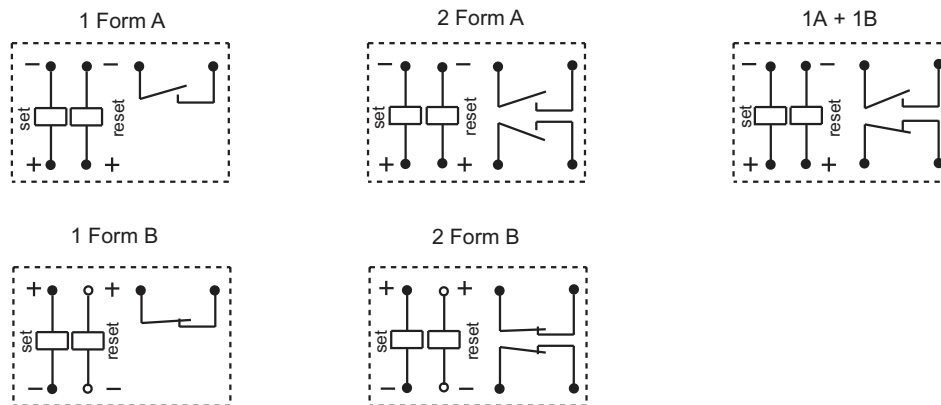 1 Form A
− −
set
reset
+ +
2 Form A
− −
set
reset
+ +
1A + 1B
− −
set
reset
+ +
1 Form B
+ +
set
reset
− −
2 Form B
+ +
set
reset
− −